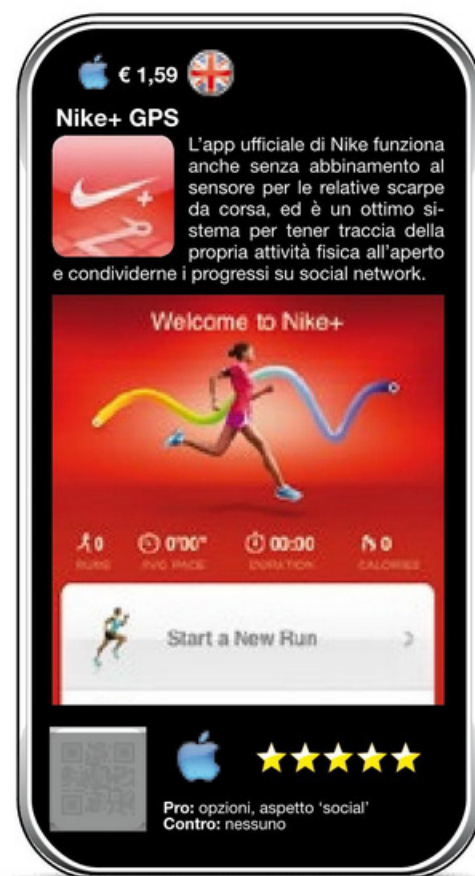 € 1,59
Nike+ GPS
L'app ufficiale di Nike funziona
anche senza abbinamento al
sensore per le relative scarpe
da corsa, ed è un ottimo si-
stema per tener traccia della
propria attività fisica all'aperto
e condividerne i progressi su social network.
Welcome to Nike+
0 0'00" 00:00 0
RUNS AVG PACE DURATION CALORIES
Start a New Run
Pro: opzioni, aspetto 'social'
Contro: nessuno